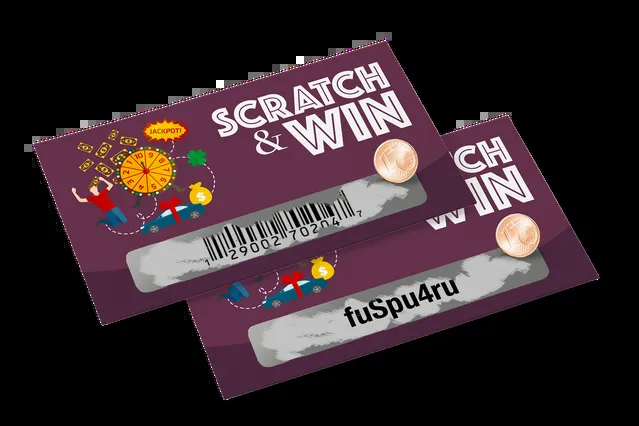 JACKPOT!
SCRATCH
& WIN
1 29002 70204 7
CH
WIN
fuSpu4ru